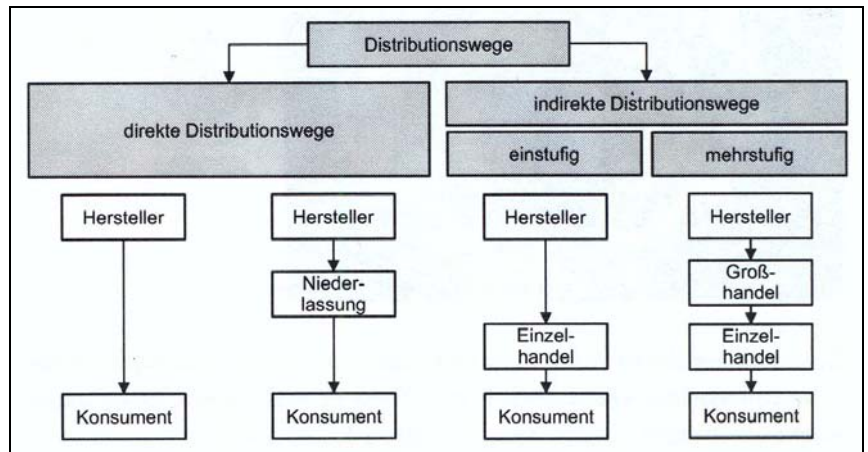 Distributionswege
direkte Distributionswege
indirekte Distributionswege
einstufig
mehrstufig
Hersteller
Hersteller
Hersteller
Hersteller
Nieder-
lassung
Groß-
handel
Einzel-
handel
Einzel-
handel
Konsument
Konsument
Konsument
Konsument